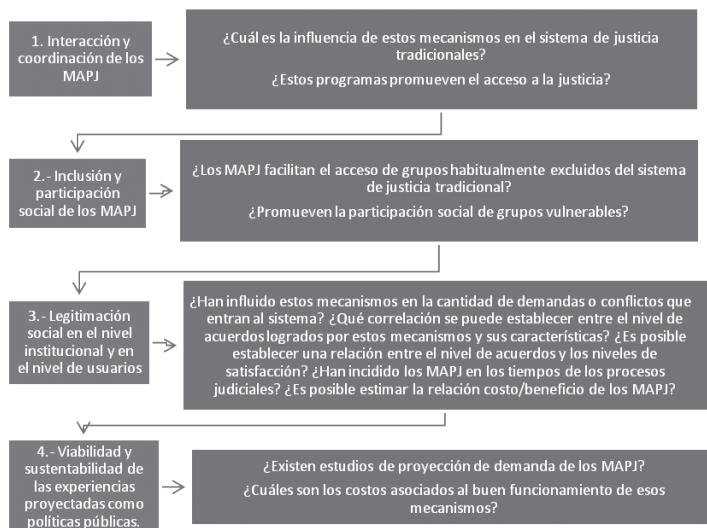 1. Interacción y
coordinación de los
MAPJ
¿Cuál es la influencia de estos mecanismos en el sistema de justicia
tradicionales?
¿Estos programas promueven el acceso a la justicia?
2.- Inclusión y
participación
social de los MAPJ
¿Los MAPJ facilitan el acceso de grupos habitualmente excluidos del sistema
de justicia tradicional?
¿Promueven la participación social de grupos vulnerables?
3.- Legitimación
social en el nivel
institucional y en
el nivel de usuarios
¿Han influido estos mecanismos en la cantidad de demandas o conflictos que
entran al sistema? ¿Qué correlación se puede establecer entre el nivel de
acuerdos logrados por estos mecanismos y sus características? ¿Es posible
establecer una relación entre el nivel de acuerdos y los niveles de
satisfacción? ¿Han incidido los MAPJ en los tiempos de los procesos
judiciales? ¿Es posible estimar la relación costo/beneficio de los MAPJ?
4.- Viabilidad y
sustentabilidad de
las experiencias
proyectadas como
políticas públicas.
¿Existen estudios de proyección de demanda de los MAPJ?
¿Cuáles son los costos asociados al buen funcionamiento de esos
mecanismos?